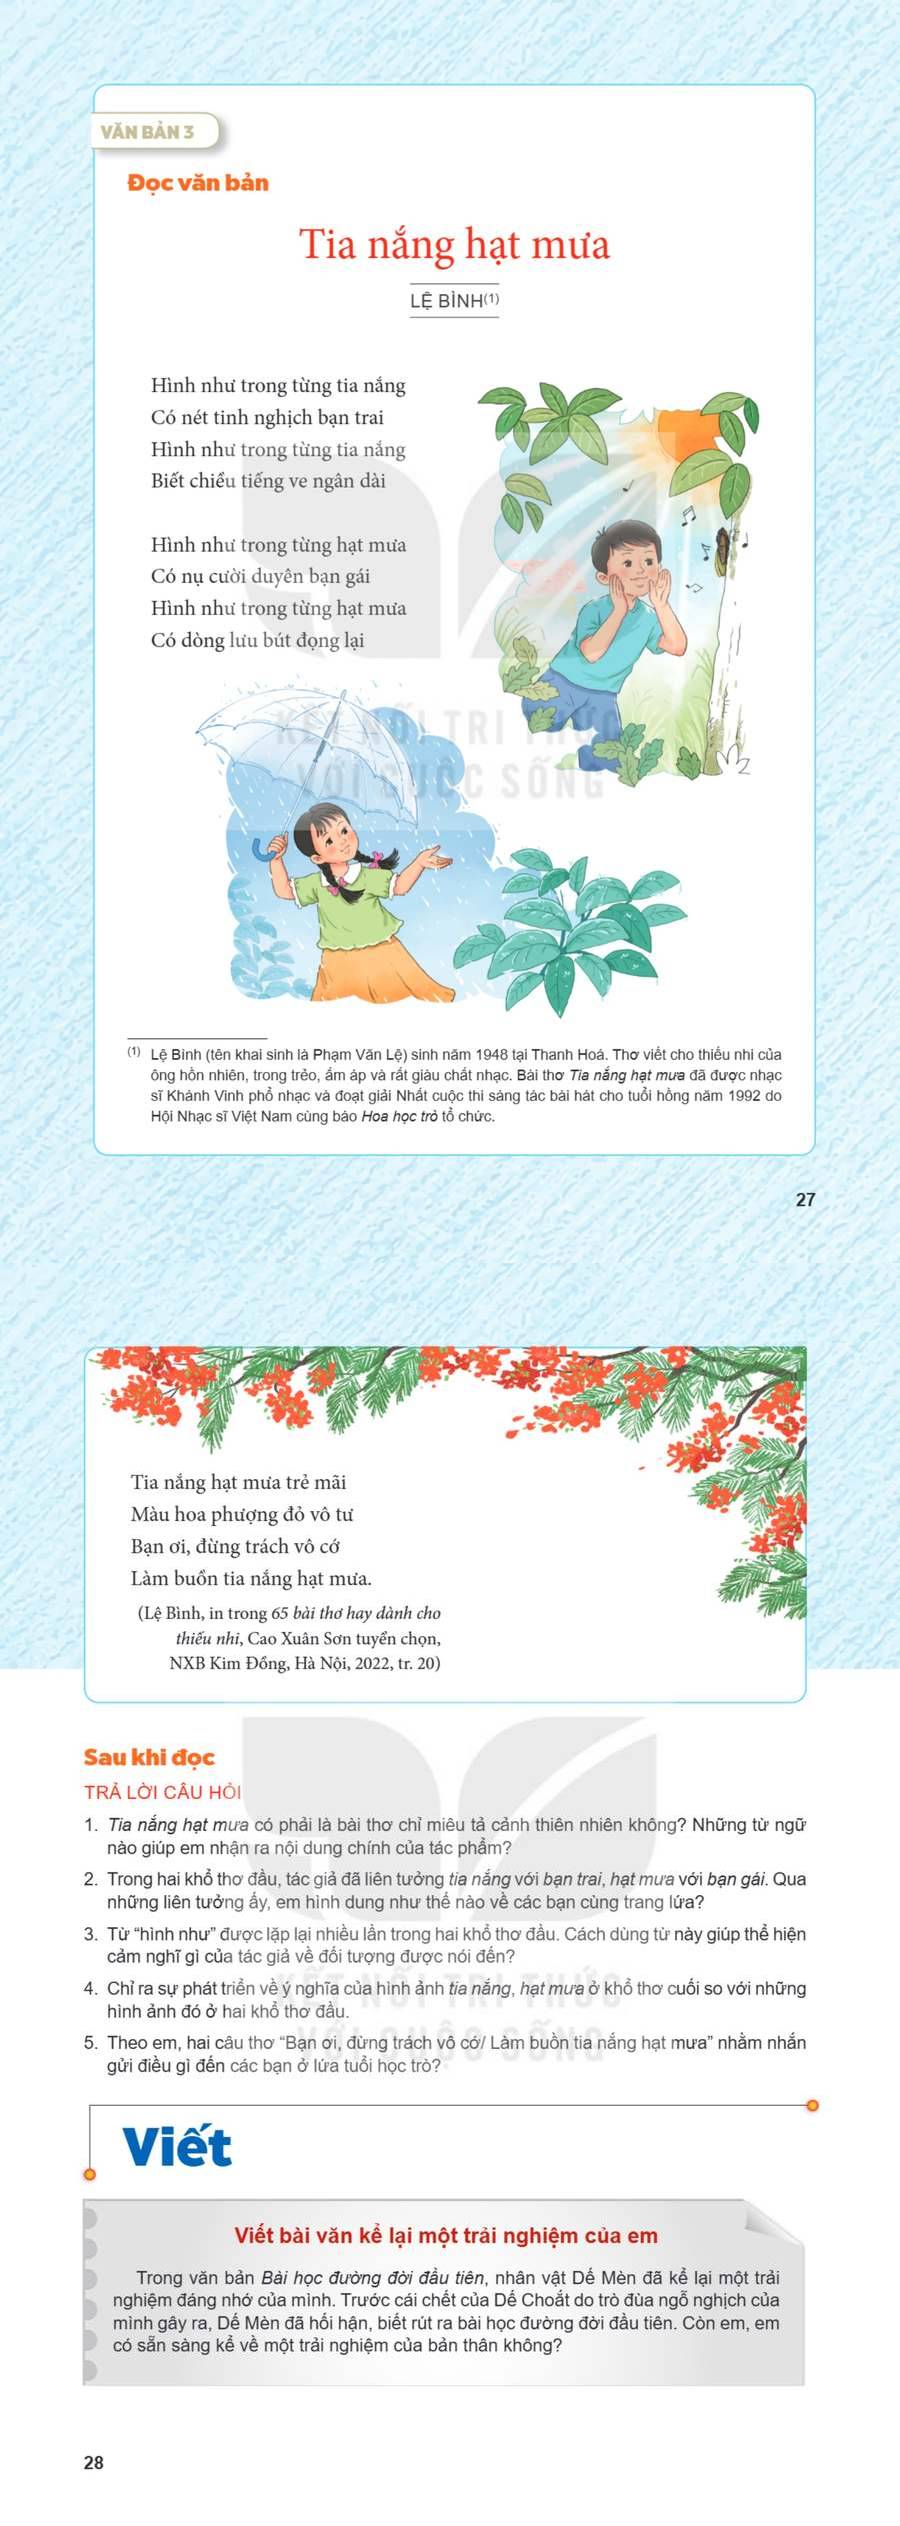 VĂN BẢN 3
Đọc văn bản
Tia nắng hạt mưa
LỆ BÌNH(1)
Hình như trong từng tia nắng
Có nét tinh nghịch bạn trai
Hình như trong từng tia nắng
Biết chiều tiếng ve ngân dài
Hình như trong từng hạt mưa
Có nụ cười duyên bạn gái
Hình như trong từng hạt mưa
Có dòng lưu bút đọng lại
KẾT NỐI TRI THỨC
VỚI CUỘC SỐNG
(1) Lệ Bình (tên khai sinh là Phạm Văn Lệ) sinh năm 1948 tại Thanh Hoá. Thơ viết cho thiếu nhi của
ông hồn nhiên, trong trẻo, ấm áp và rất giàu chất nhạc. Bài thơ Tia nắng hạt mưa đã được nhạc
sĩ Khánh Vinh phổ nhạc và đoạt giải Nhất cuộc thi sáng tác bài hát cho tuổi hồng năm 1992 do
Hội Nhạc sĩ Việt Nam cùng báo Hoa học trò tổ chức.
27
Tia nắng hạt mưa trẻ mãi
Màu hoa phượng đỏ vô tư
Bạn ơi, đừng trách vô cớ
Làm buồn tia nắng hạt mưa.
(Lệ Bình, in trong 65 bài thơ hay dành cho
thiếu nhi, Cao Xuân Sơn tuyển chọn,
NXB Kim Đồng, Hà Nội, 2022, tr. 20)
Sau khi đọc
TRẢ LỜI CÂU HỎI
1. Tia nắng hạt mưa có phải là bài thơ chỉ miêu tả cảnh thiên nhiên không? Những từ ngữ
nào giúp em nhận ra nội dung chính của tác phẩm?
2. Trong hai khổ thơ đầu, tác giả đã liên tưởng tia nắng với bạn trai, hạt mưa với bạn gái. Qua
những liên tưởng ấy, em hình dung như thế nào về các bạn cùng trang lứa?
3. Từ “hình như” được lặp lại nhiều lần trong hai khổ thơ đầu. Cách dùng từ này giúp thể hiện
cảm nghĩ gì của tác giả về đối tượng được nói đến?
4. Chỉ ra sự phát triển về ý nghĩa của hình ảnh tia nắng, hạt mưa ở khổ thơ cuối so với những
hình ảnh đó ở hai khổ thơ đầu.
5. Theo em, hai câu thơ “Bạn ơi, đừng trách vô cớ/ Làm buồn tia nắng hạt mưa” nhằm nhắn
gửi điều gì đến các bạn ở lứa tuổi học trò?
KẾT NỐI TRI THỨC
VỚI CUỘC SỐNG
Viết
Viết bài văn kể lại một trải nghiệm của em
Trong văn bản Bài học đường đời đầu tiên, nhân vật Dế Mèn đã kể lại một trải
nghiệm đáng nhớ của mình. Trước cái chết của Dế Choắt do trò đùa ngỗ nghịch của
mình gây ra, Dế Mèn đã hối hận, biết rút ra bài học đường đời đầu tiên. Còn em, em
có sẵn sàng kể về một trải nghiệm của bản thân không?
28